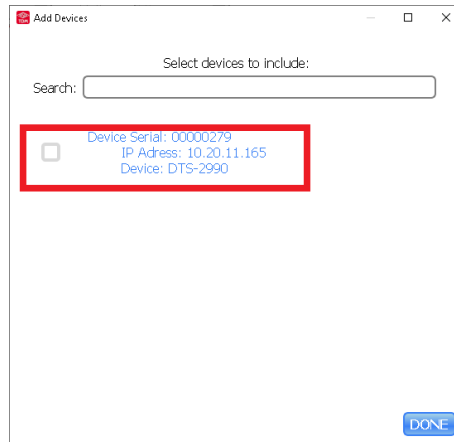 Add Devices
Select devices to include:
Search:
Device Serial: 00000279
IP Adress: 10.20.11.165
Device: DTS-2990
DONE